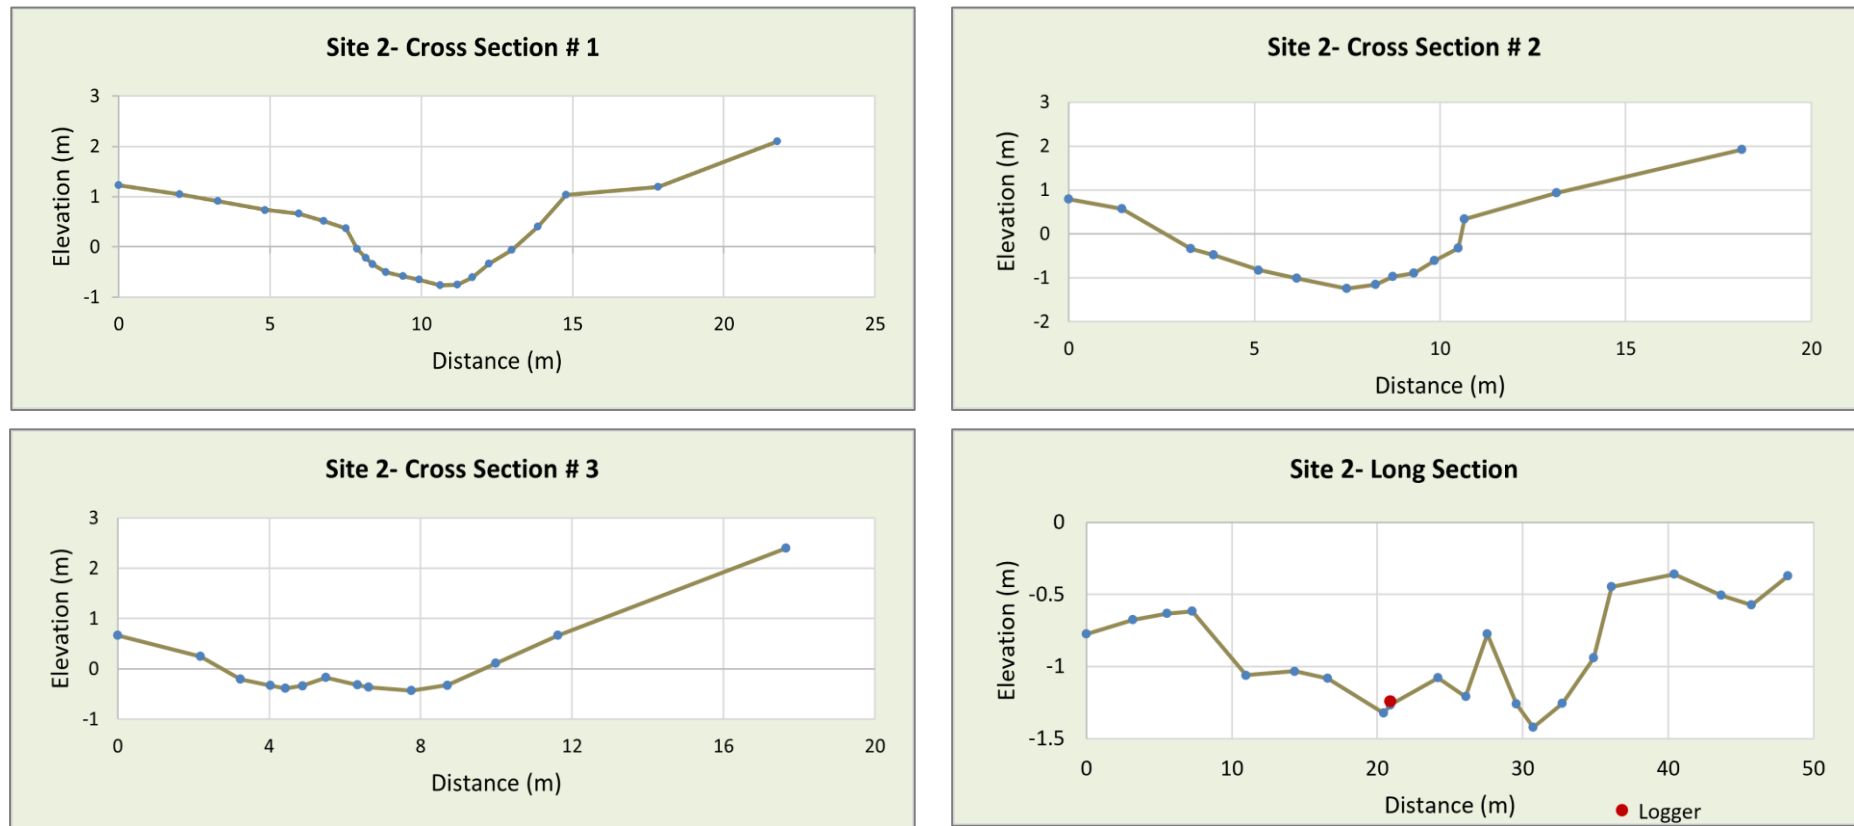 Site 2- Cross Section # 1
3
2
1
0
-1
Elevation (m)
0 5 10 15 20 25
Distance (m)
Site 2- Cross Section # 2
3
2
1
0
-1
-2
Elevation (m)
0 5 10 15 20
Distance (m)
Site 2- Cross Section # 3
3
2
1
0
-1
Elevation (m)
0 4 8 12 16 20
Distance (m)
Site 2- Long Section
0
-0.5
-1
-1.5
Elevation (m)
0 10 20 30 40 50
Distance (m)
Logger